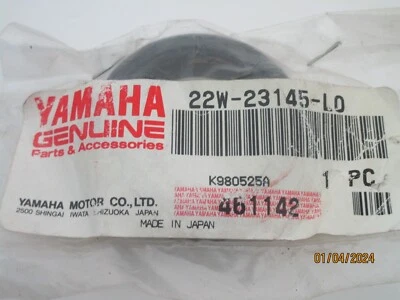 YAMAHA
GENUINE
Parts & Accessories
22W-23145-L0
K980525A
1 PC
461142
YAMAHA MOTOR CO., LTD.
2500 SHINGAI IWATA SHIZUOKA JAPAN
MADE IN JAPAN
01/04/2024